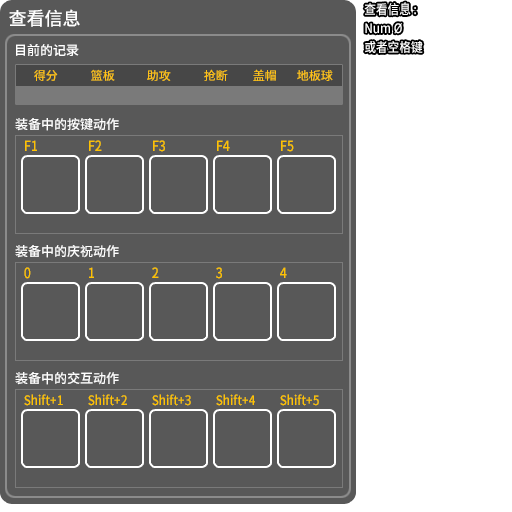 查看信息
目前的记录
得分 篮板 助攻 抢断 盖帽 地板球
装备中的按键动作
F1 F2 F3 F4 F5
装备中的庆祝动作
0 1 2 3 4
装备中的交互动作
Shift+1 Shift+2 Shift+3 Shift+4 Shift+5
查看信息：
Num Ø
或者空格键